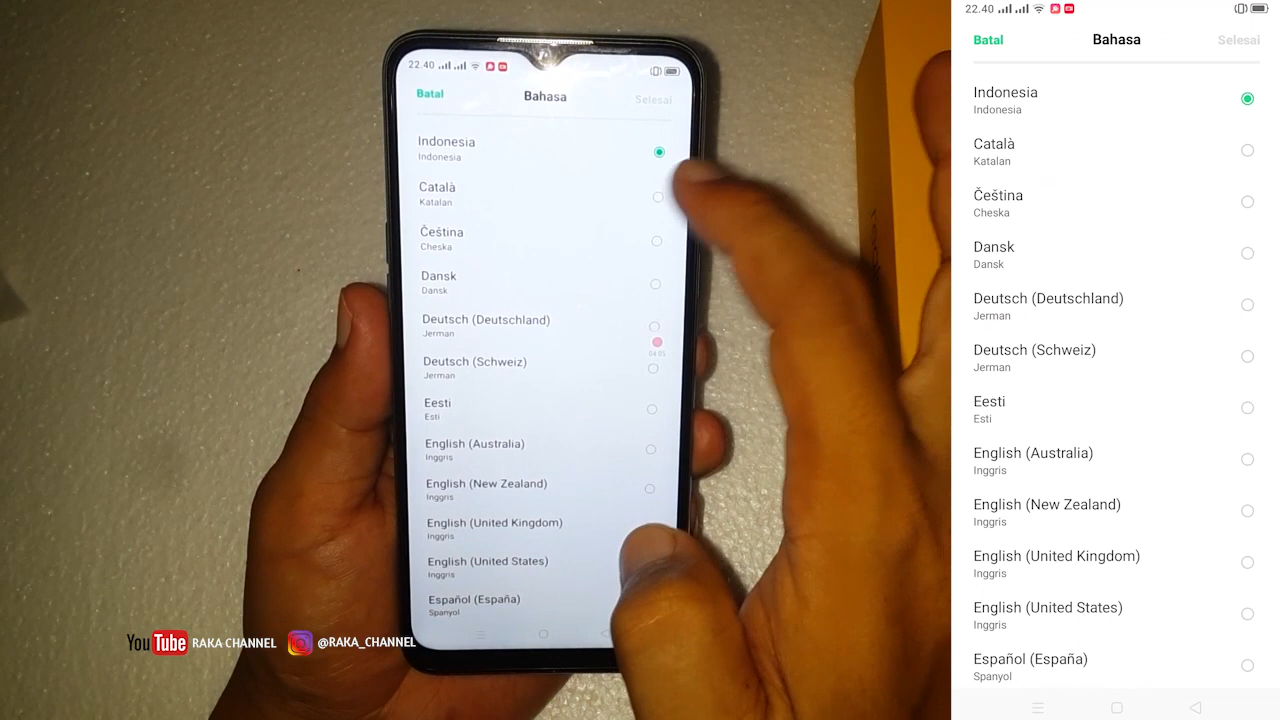 22.40
Batal
Bahasa
Selesai
Indonesia
Indonesia
Català
Katalan
Čeština
Cheska
Dansk
Dansk
Deutsch (Deutschland)
Jerman
04:05
Deutsch (Schweiz)
Jerman
Eesti
Esti
English (Australia)
Inggris
English (New Zealand)
Inggris
English (United Kingdom)
Inggris
English (United States)
Inggris
Español (España)
Spanyol
YouTube RAKA CHANNEL
@RAKA_CHANNEL
22.40
Batal
Bahasa
Selesai
Indonesia
Indonesia
Català
Katalan
Čeština
Cheska
Dansk
Dansk
Deutsch (Deutschland)
Jerman
Deutsch (Schweiz)
Jerman
Eesti
Esti
English (Australia)
Inggris
English (New Zealand)
Inggris
English (United Kingdom)
Inggris
English (United States)
Inggris
Español (España)
Spanyol